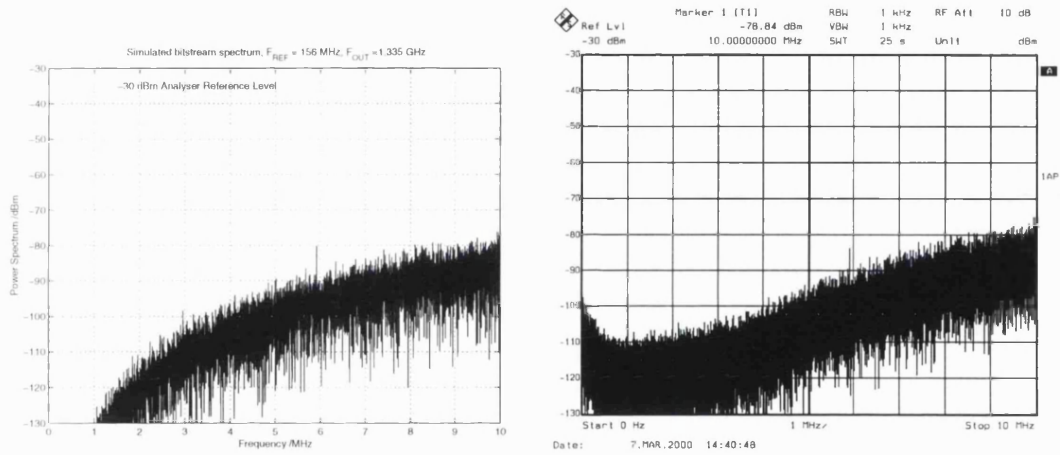 Simulated bitstream spectrum, F_REF = 156 MHz, F_OUT =1.335 GHz
-30 dBm Analyser Reference Level
-30
-40
-50
-60
-70
-80
-90
-100
-110
-120
-130
Power Spectrum /dBm
0 1 2 3 4 5 6 7 8 9 10
Frequency /MHz
Marker 1 [T1] RBW 1 kHz RF Att 10 dB
Ref Lvl -76.84 dBm VBW 1 kHz
-30 dBm 10.00000000 MHz SWT 25 s Unit dBm
-30
A
-40
-50
-60
1AP
-70
-80
-90
-100
-110
-120
-130
Start 0 Hz 1 MHz/ Stop 10 MHz
Date: 7.MAR.2000 14:40:48